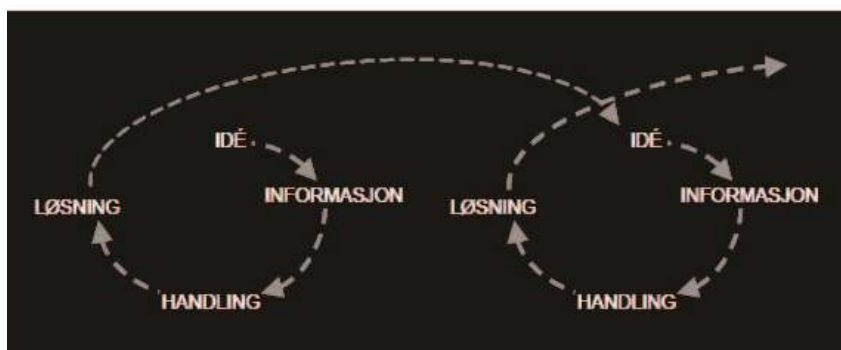 IDÉ
INFORMASJON
HANDLING
LØSNING
IDÉ
INFORMASJON
HANDLING
LØSNING